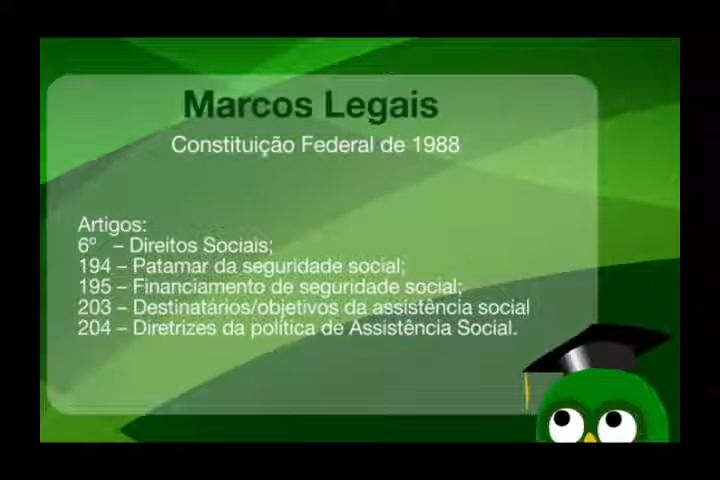 Marcos Legais
Constituição Federal de 1988
Artigos:
6º – Direitos Sociais;
194 – Patamar da seguridade social;
195 – Financiamento de seguridade social;
203 – Destinatários/objetivos da assistência social
204 – Diretrizes da política de Assistência Social.